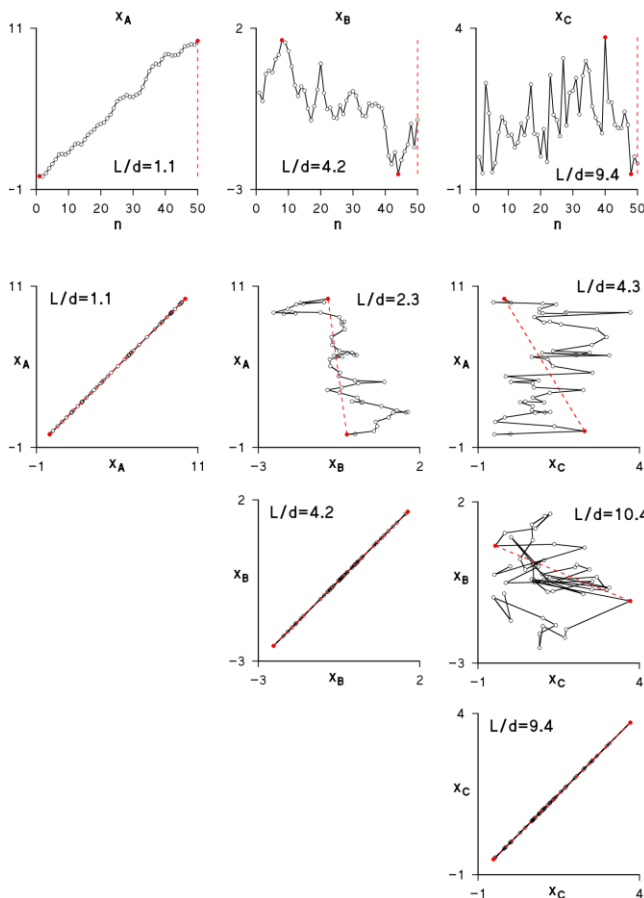 x_A x_B x_C
11 2 4
L/d=1.1 L/d=4.2 L/d=9.4
-1 -3 -1
0 10 20 30 40 50 0 10 20 30 40 50 0 10 20 30 40 50
n n n
11 11 11
L/d=1.1 L/d=2.3 L/d=4.3
x_A x_A x_A
-1 -1 -1
-1 x_A 11 -3 x_B 2 -1 x_C 4
2 2
L/d=4.2 L/d=10.4
x_B x_B
-3 -3
-3 x_B 2 -1 x_C 4
4
L/d=9.4
x_C
-1
-1 x_C 4